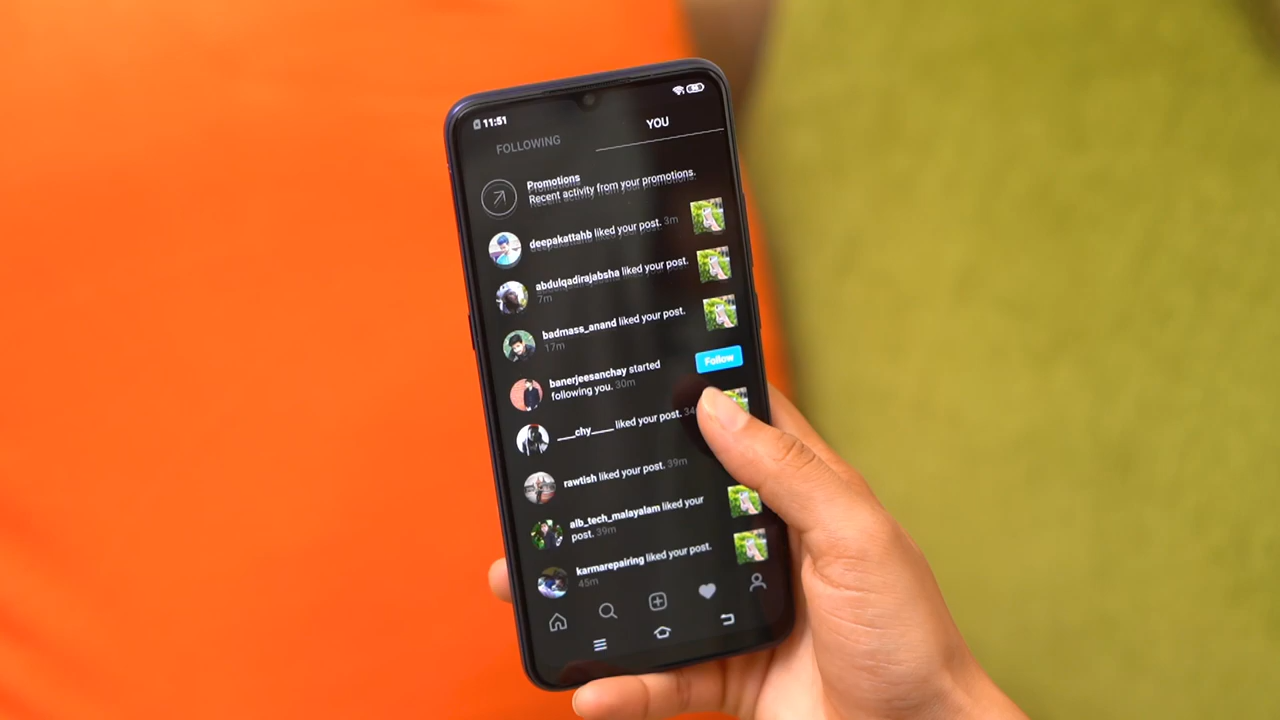 11:51
FOLLOWING
YOU
Promotions
Recent activity from your promotions.
deepakattahb liked your post. 3m
abdulqadirajabsha liked your post.
7m
badmass_anand liked your post.
17m
banerjeesanchay started
following you. 30m
Follow
___chy____ liked your post. 34
rawtish liked your post. 39m
alb_tech_malayalam liked your
post. 39m
karmarepairing liked your post.
45m